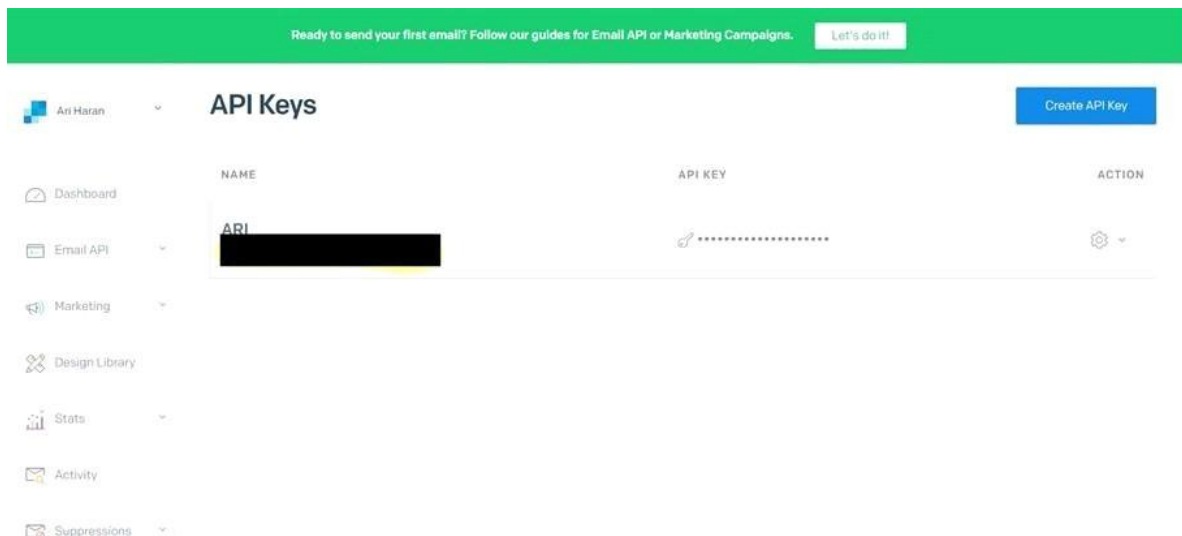 Ready to send your first email? Follow our guides for Email API or Marketing Campaigns. Let's do it!
Ari Haran
API Keys
Create API Key
NAME API KEY ACTION
Dashboard
ARI
••••••••••••••••••••
Email API
Marketing
Design Library
Stats
Activity
Suppressions